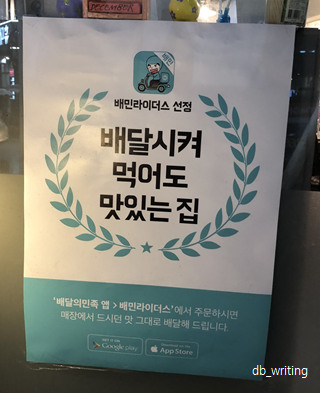 배민라이더스 선정
배달시켜
먹어도
맛있는 집
'배달의민족 앱 > 배민라이더스'에서 주문하시면
매장에서 드시던 맛 그대로 배달해 드립니다.
Google play
App Store
db_writing